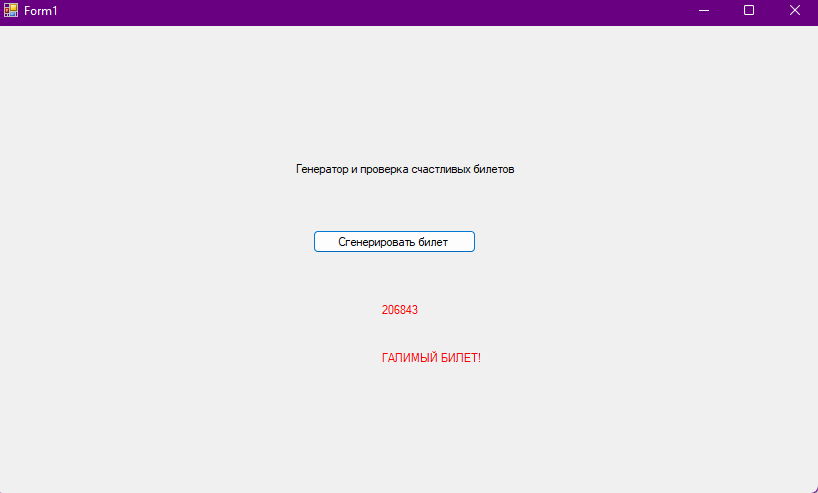 Form1
Генератор и проверка счастливых билетов
Сгенерировать билет
206843
ГАЛИМЫЙ БИЛЕТ!